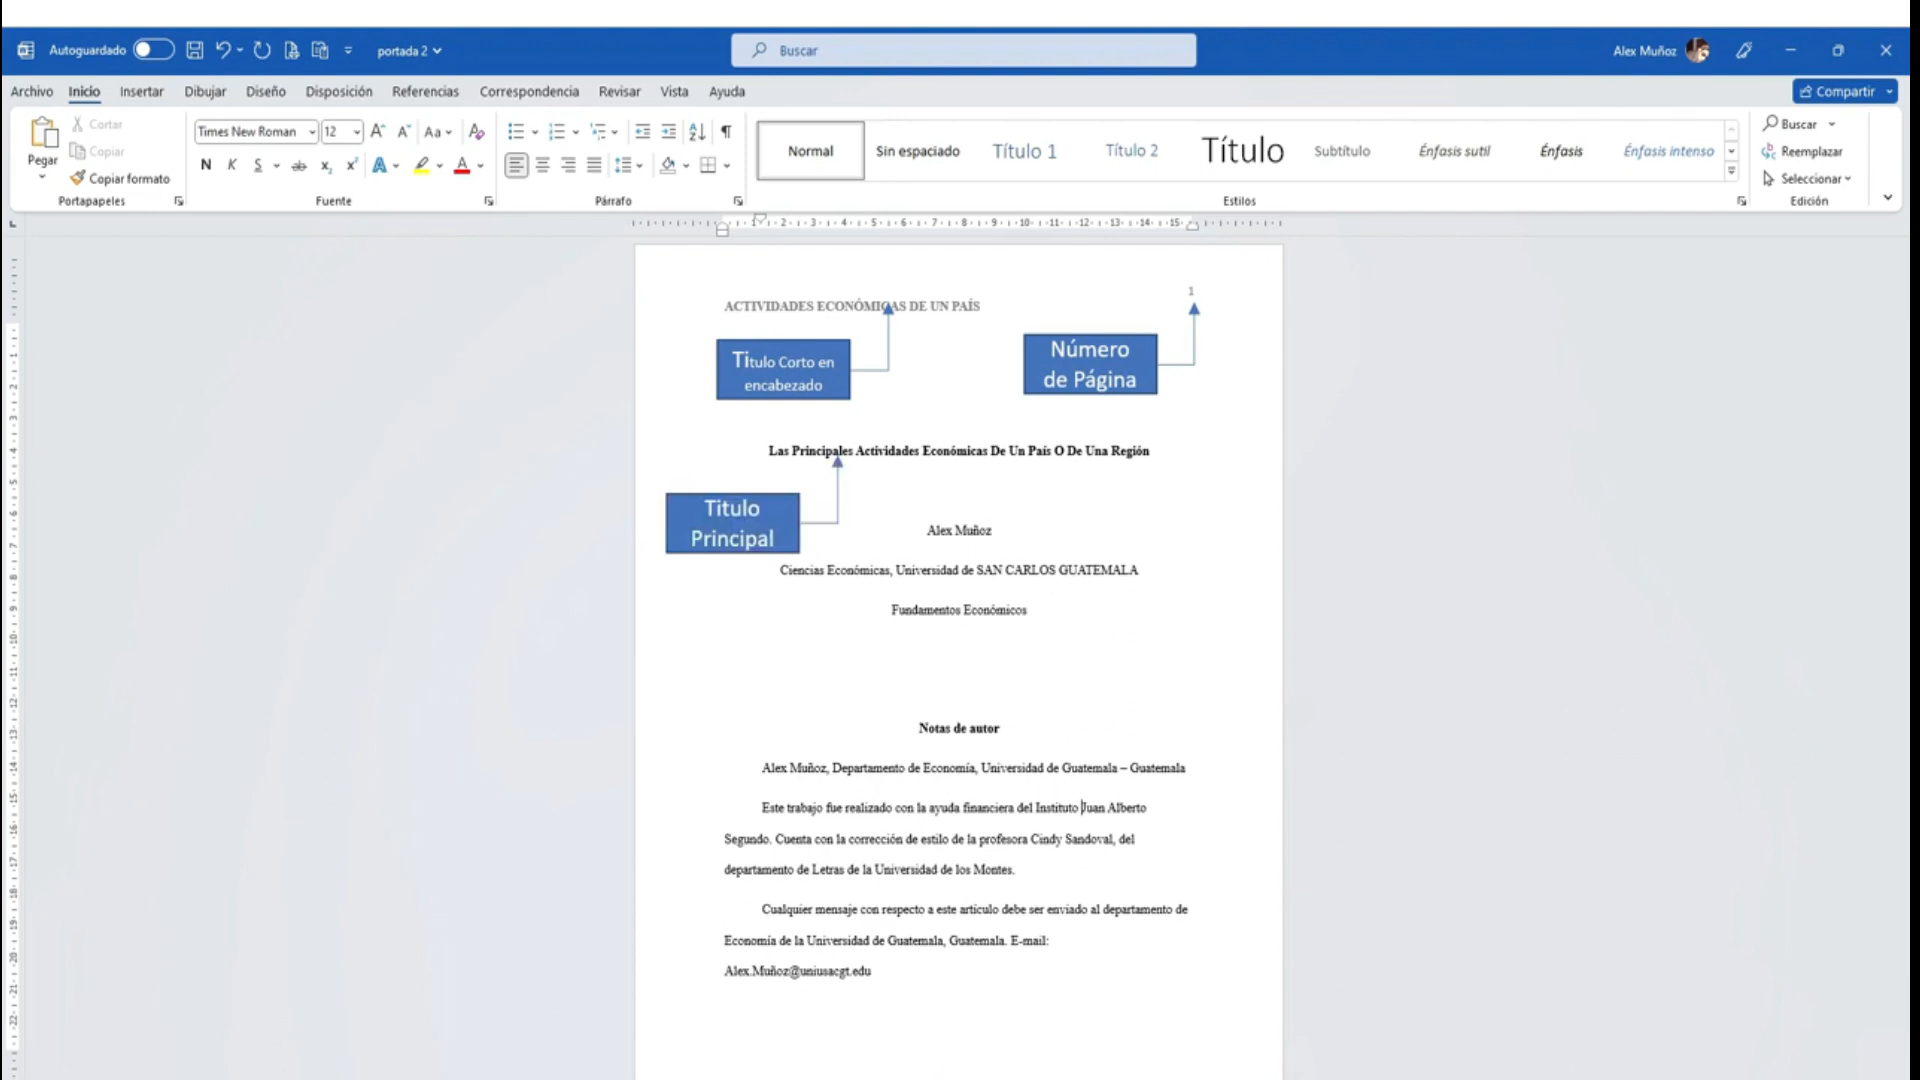 Autoguardado
portada 2
Buscar
Alex Muñoz
Archivo Inicio Insertar Dibujar Diseño Disposición Referencias Correspondencia Revisar Vista Ayuda
Compartir
Pegar
Cortar
Copiar
Copiar formato
Portapapeles
Times New Roman 12
N K S
Fuente
Párrafo
Normal Sin espaciado Título 1 Título 2 Título Subtítulo Énfasis sutil Énfasis Énfasis intenso
Estilos
Buscar
Reemplazar
Seleccionar
Edición
1
ACTIVIDADES ECONÓMICAS DE UN PAÍS
Titulo Corto en
encabezado
Número
de Página
Las Principales Actividades Económicas De Un País O De Una Región
Titulo
Principal
Alex Muñoz
Ciencias Económicas, Universidad de SAN CARLOS GUATEMALA
Fundamentos Económicos
Notas de autor
Alex Muñoz, Departamento de Economía, Universidad de Guatemala – Guatemala
Este trabajo fue realizado con la ayuda financiera del Instituto Juan Alberto
Segundo. Cuenta con la corrección de estilo de la profesora Cindy Sandoval, del
departamento de Letras de la Universidad de los Montes.
Cualquier mensaje con respecto a este artículo debe ser enviado al departamento de
Economía de la Universidad de Guatemala, Guatemala. E-mail:
Alex.Muñoz@uniusacgt.edu